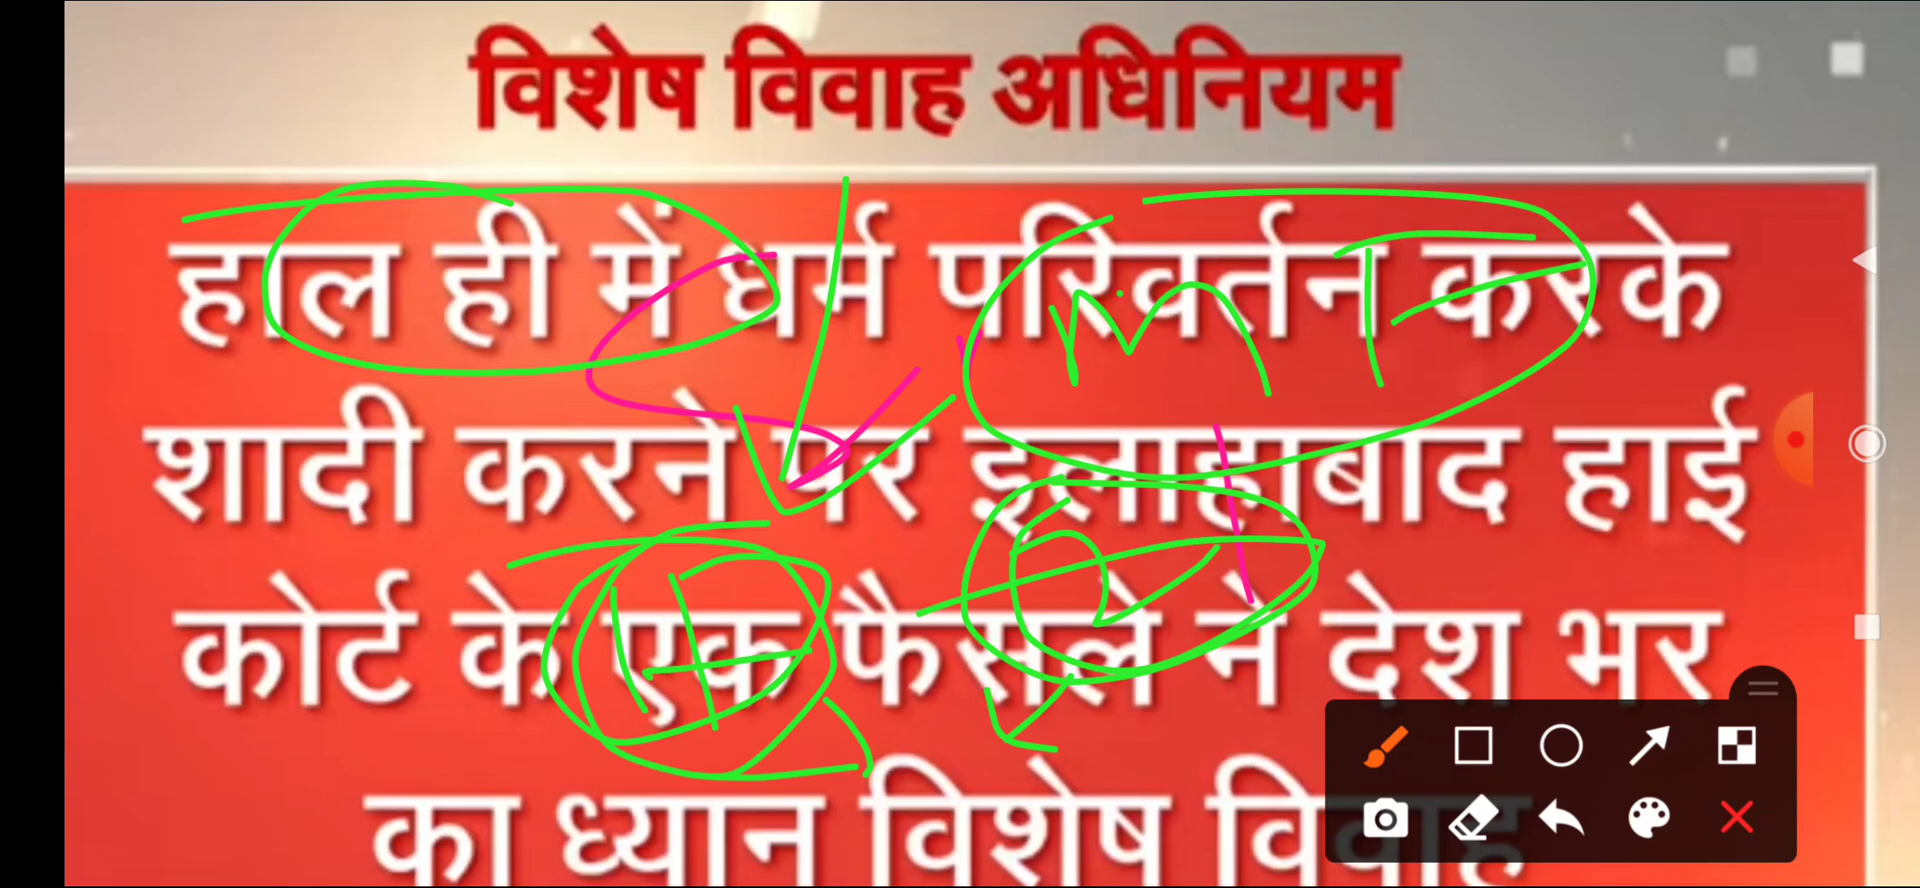 विशेष विवाह अधिनियम
हाल ही में धर्म परिवर्तन करके
शादी करने पर इलाहाबाद हाई
कोर्ट के एक फैसले ने देश भर
का ध्यान विशेष विवाह